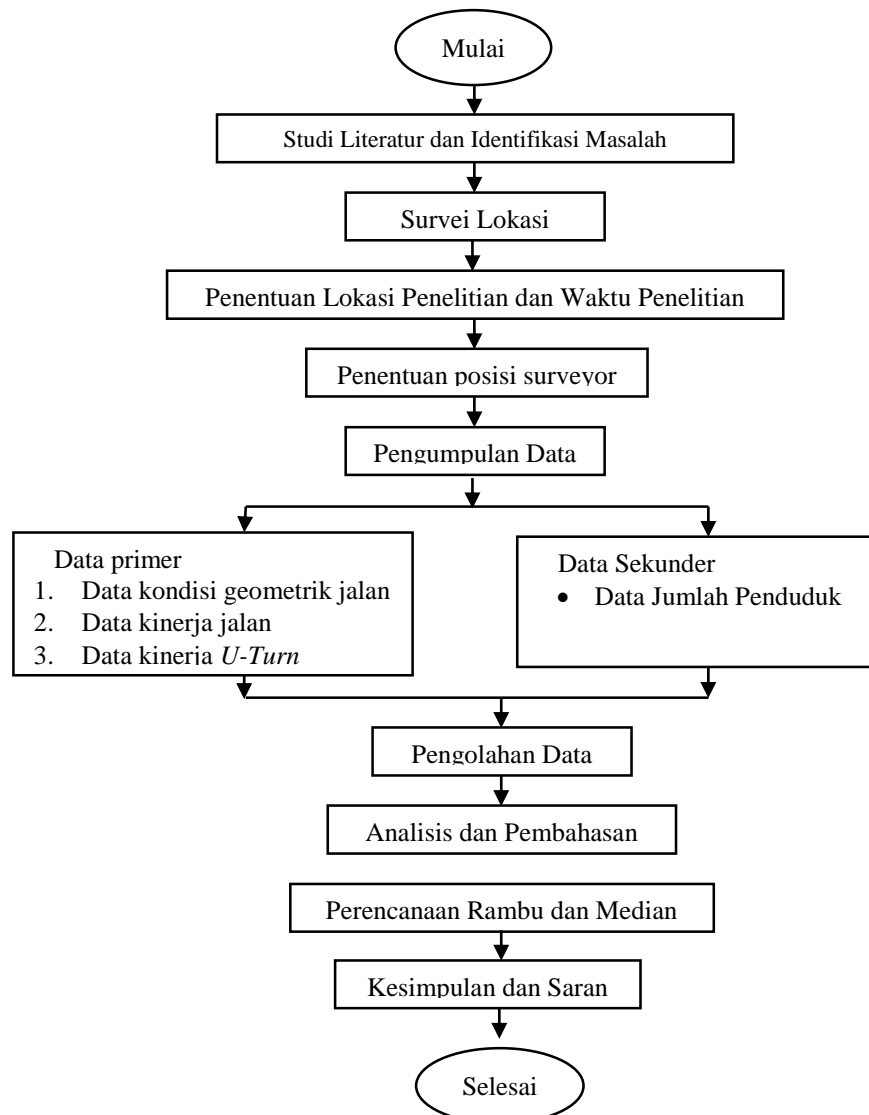 Mulai
Studi Literatur dan Identifikasi Masalah
Survei Lokasi
Penentuan Lokasi Penelitian dan Waktu Penelitian
Penentuan posisi surveyor
Pengumpulan Data
Data primer
1. Data kondisi geometrik jalan
2. Data kinerja jalan
3. Data kinerja U-Turn
Data Sekunder
• Data Jumlah Penduduk
Pengolahan Data
Analisis dan Pembahasan
Perencanaan Rambu dan Median
Kesimpulan dan Saran
Selesai